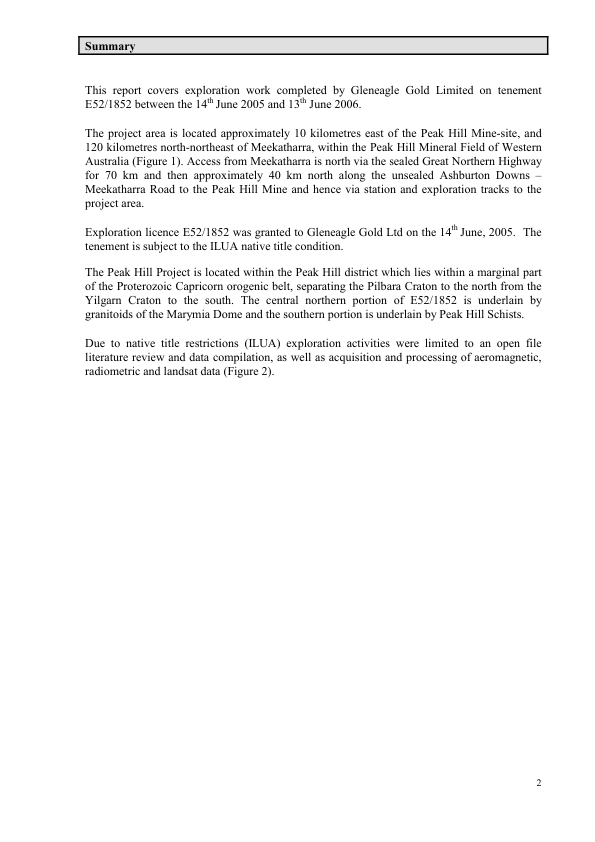 Summary
This report covers exploration work completed by Gleneagle Gold Limited on tenement
E52/1852 between the 14th June 2005 and 13th June 2006.
The project area is located approximately 10 kilometres east of the Peak Hill Mine-site, and
120 kilometres north-northeast of Meekatharra, within the Peak Hill Mineral Field of Western
Australia (Figure 1). Access from Meekatharra is north via the sealed Great Northern Highway
for 70 km and then approximately 40 km north along the unsealed Ashburton Downs –
Meekatharra Road to the Peak Hill Mine and hence via station and exploration tracks to the
project area.
Exploration licence E52/1852 was granted to Gleneagle Gold Ltd on the 14th June, 2005. The
tenement is subject to the ILUA native title condition.
The Peak Hill Project is located within the Peak Hill district which lies within a marginal part
of the Proterozoic Capricorn orogenic belt, separating the Pilbara Craton to the north from the
Yilgarn Craton to the south. The central northern portion of E52/1852 is underlain by
granitoids of the Marymia Dome and the southern portion is underlain by Peak Hill Schists.
Due to native title restrictions (ILUA) exploration activities were limited to an open file
literature review and data compilation, as well as acquisition and processing of aeromagnetic,
radiometric and landsat data (Figure 2).
2